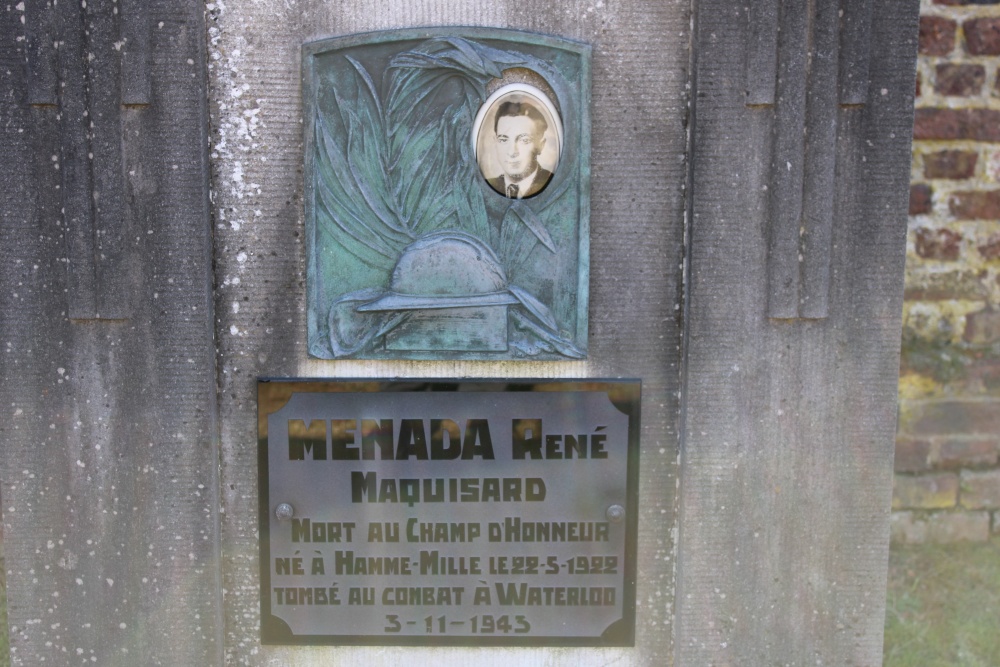 MENADA RENÉ
MAQUISARD
MORT AU CHAMP D'HONNEUR
NÉ À HAMME-MILLE LE 22-5-1922
TOMBÉ AU COMBAT À WATERLOO
3-11-1943